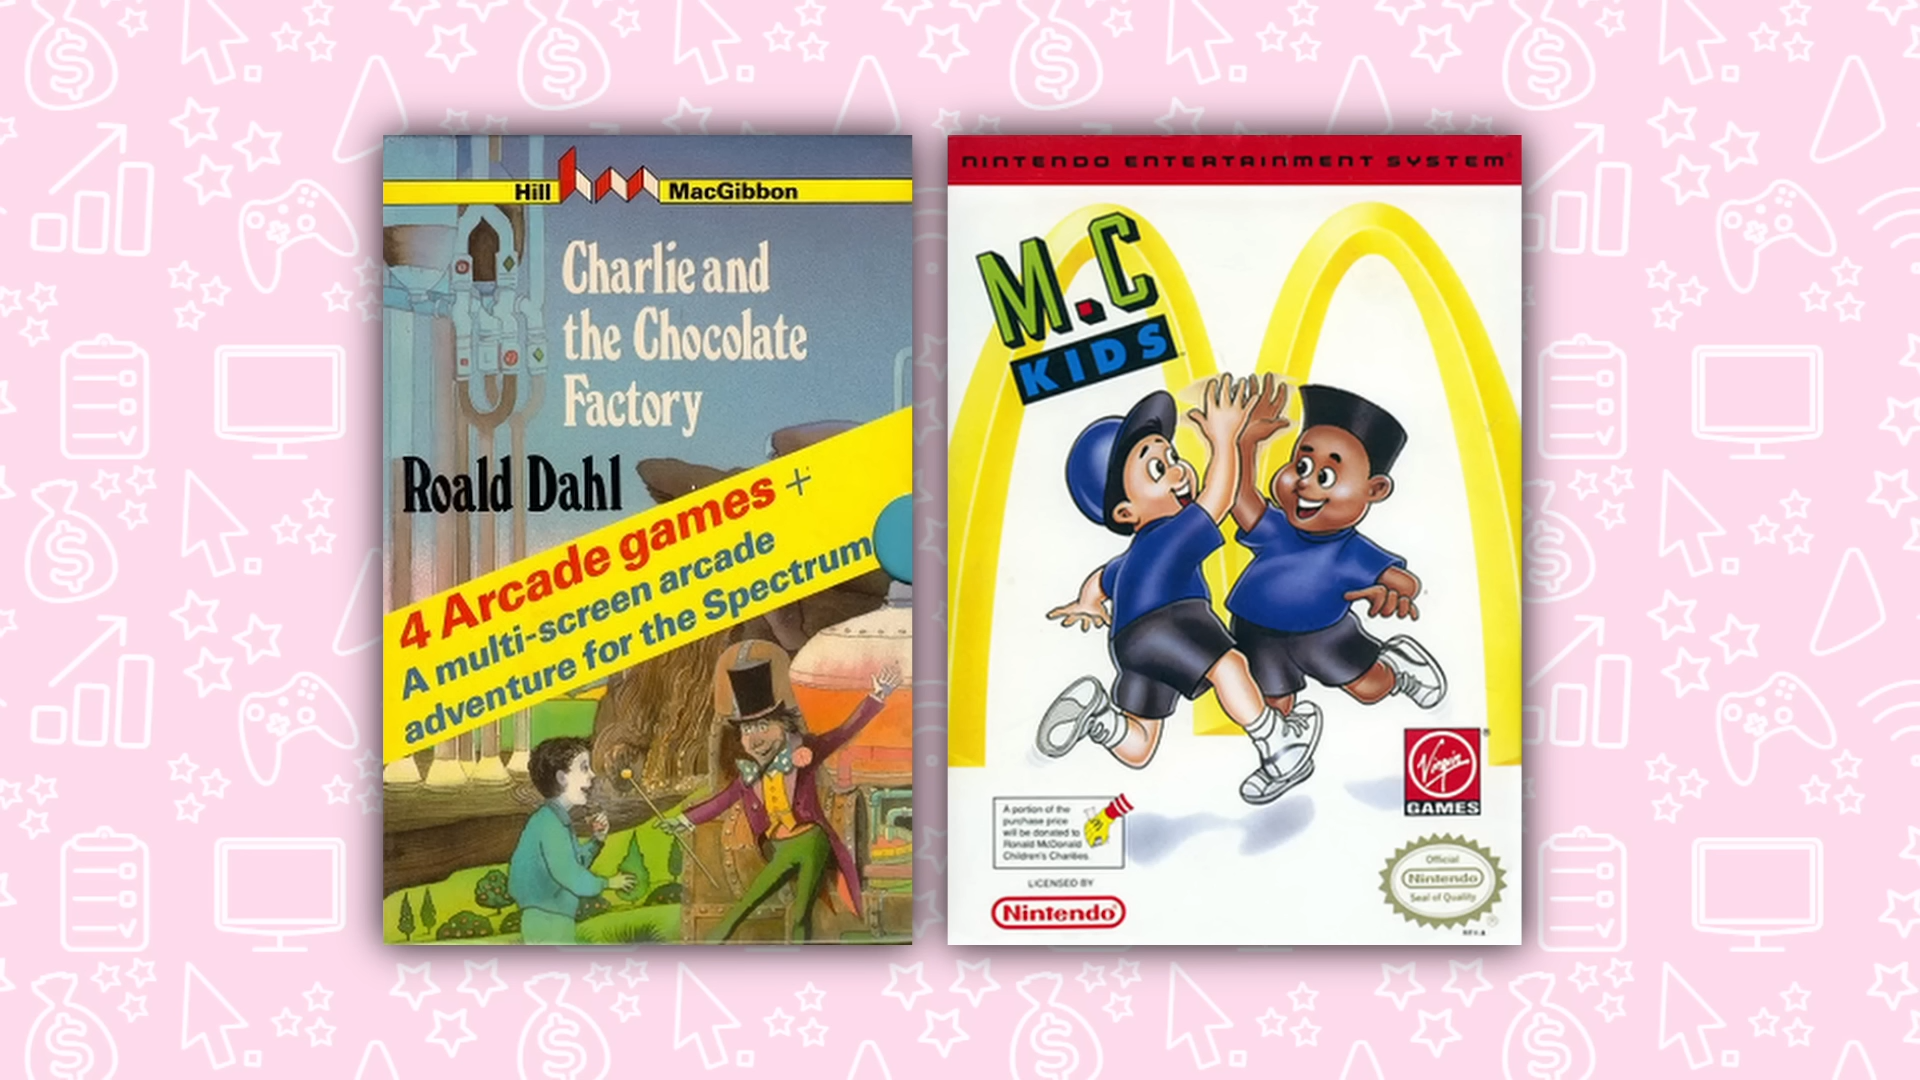 Hill MacGibbon
Charlie and
the Chocolate
Factory
Roald Dahl
4 Arcade games +
A multi-screen arcade
adventure for the Spectrum
NINTENDO ENTERTAINMENT SYSTEM
M.C
KIDS
Virgin
GAMES
A portion of the
purchase price
will be donated to
Ronald McDonald
Children's Charities.
LICENSED BY
Nintendo
Official
Nintendo
Seal of Quality